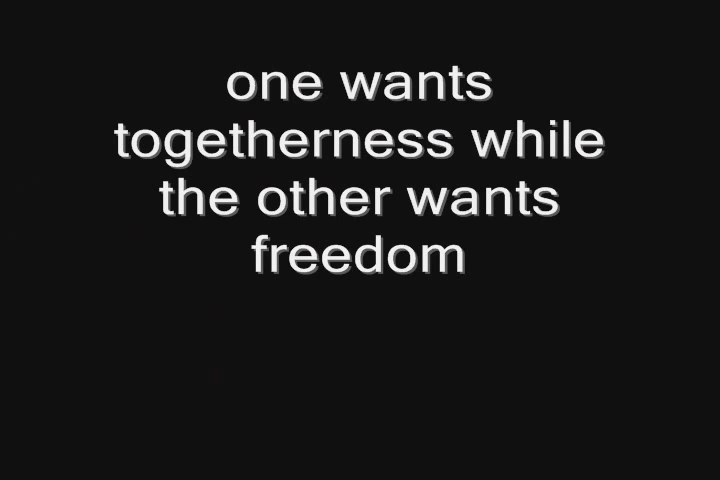 one wants
togetherness while
the other wants
freedom